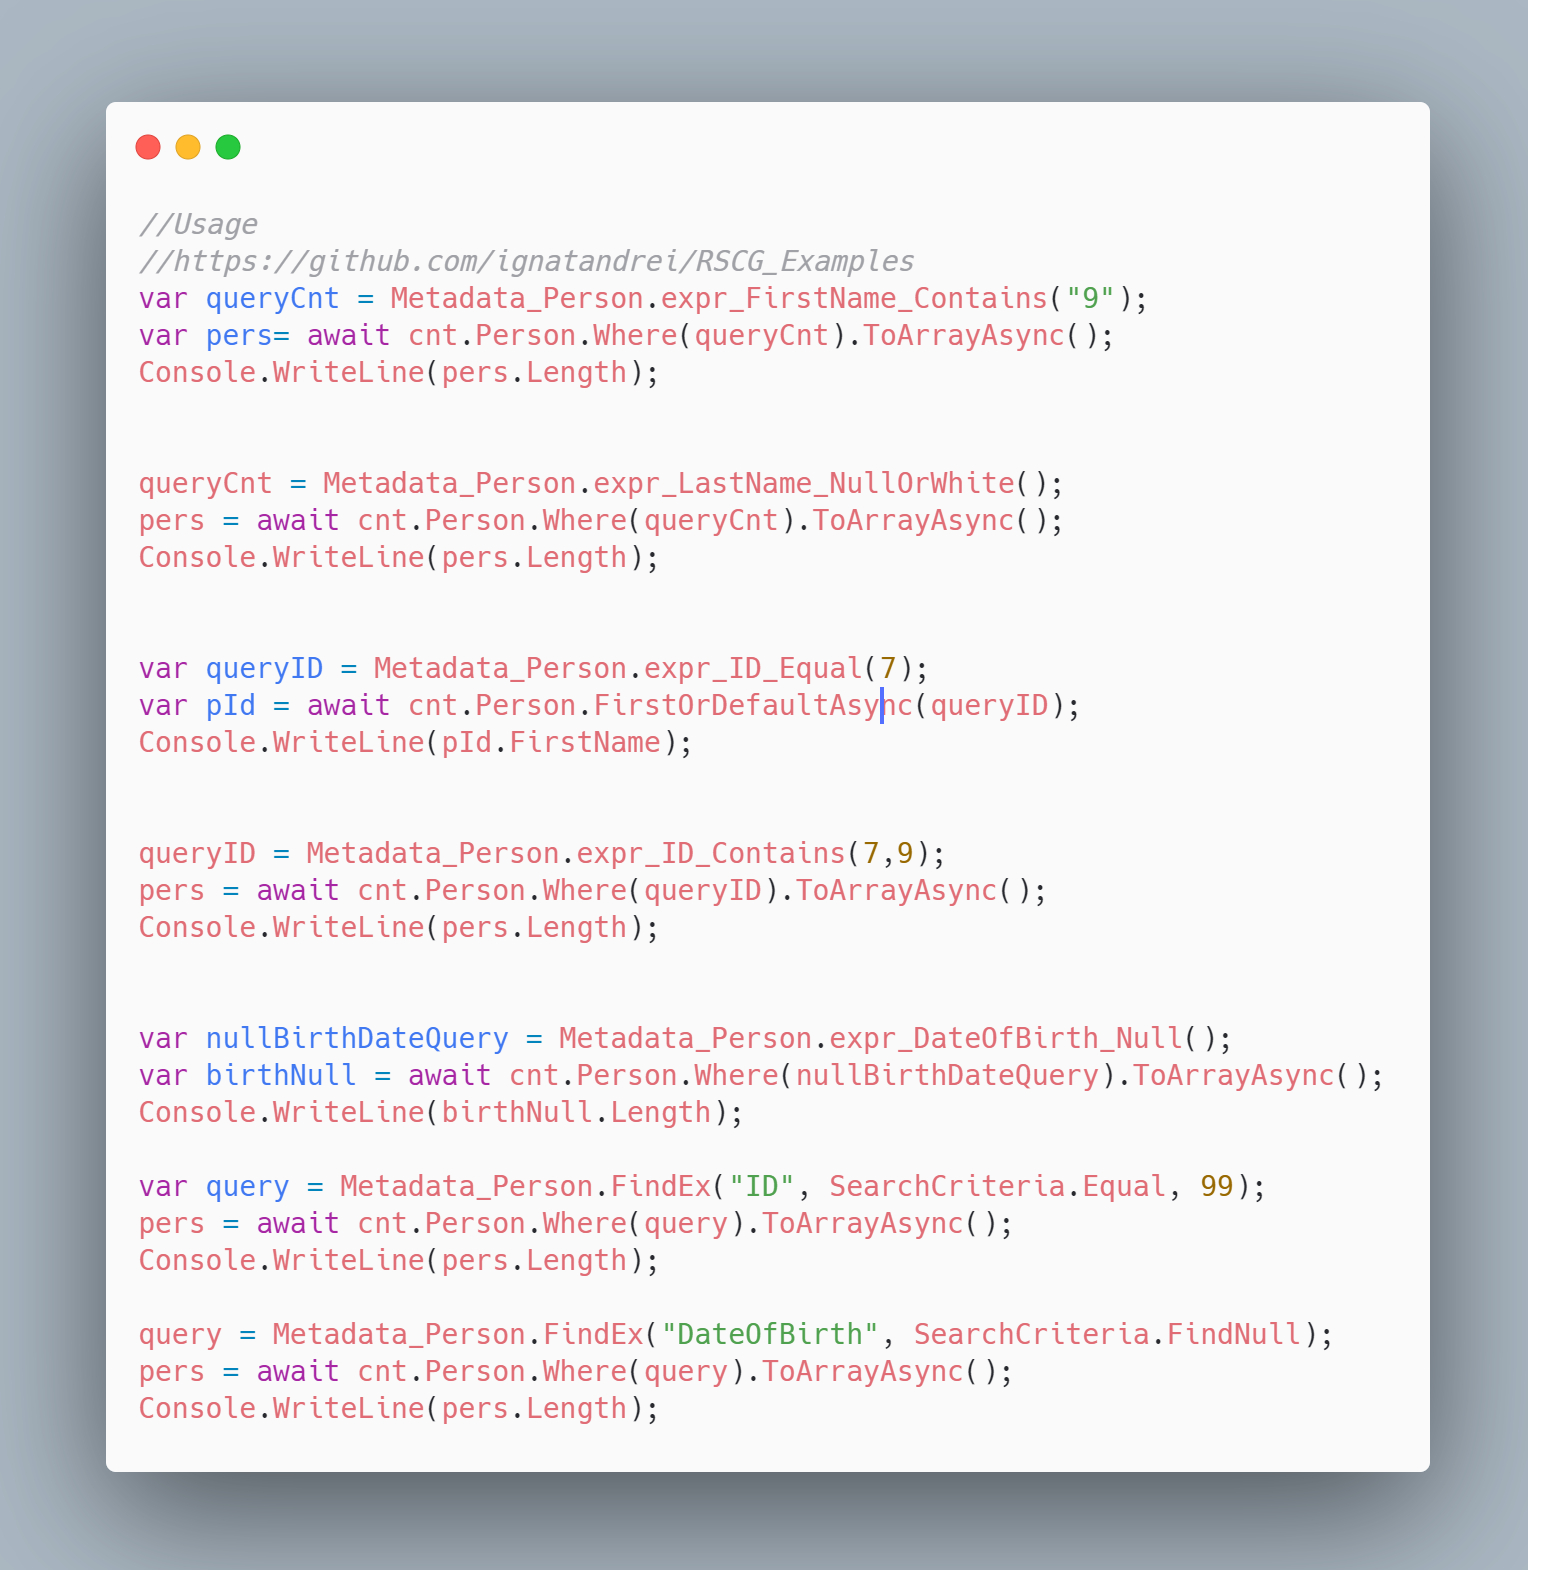 //Usage
//https://github.com/ignatandrei/RSCG_Examples
var queryCnt = Metadata_Person.expr_FirstName_Contains("9");
var pers= await cnt.Person.Where(queryCnt).ToArrayAsync();
Console.WriteLine(pers.Length);
queryCnt = Metadata_Person.expr_LastName_NullOrWhite();
pers = await cnt.Person.Where(queryCnt).ToArrayAsync();
Console.WriteLine(pers.Length);
var queryID = Metadata_Person.expr_ID_Equal(7);
var pId = await cnt.Person.FirstOrDefaultAsync(queryID);
Console.WriteLine(pId.FirstName);
queryID = Metadata_Person.expr_ID_Contains(7,9);
pers = await cnt.Person.Where(queryID).ToArrayAsync();
Console.WriteLine(pers.Length);
var nullBirthDateQuery = Metadata_Person.expr_DateOfBirth_Null();
var birthNull = await cnt.Person.Where(nullBirthDateQuery).ToArrayAsync();
Console.WriteLine(birthNull.Length);
var query = Metadata_Person.FindEx("ID", SearchCriteria.Equal, 99);
pers = await cnt.Person.Where(query).ToArrayAsync();
Console.WriteLine(pers.Length);
query = Metadata_Person.FindEx("DateOfBirth", SearchCriteria.FindNull);
pers = await cnt.Person.Where(query).ToArrayAsync();
Console.WriteLine(pers.Length);